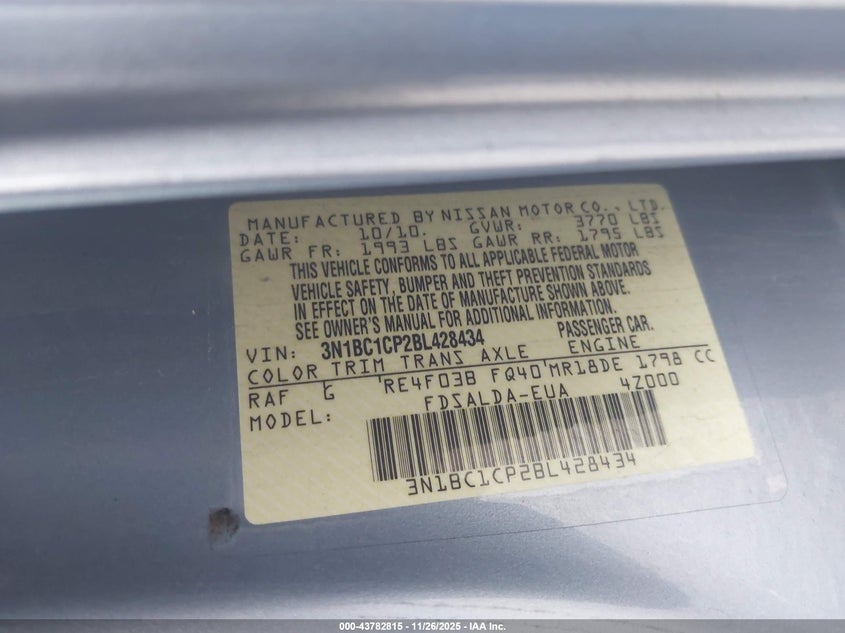 MANUFACTURED BY NISSAN MOTOR CO., LTD.
DATE: 10/10. GVWR: 3770 LBS
GAWR FR: 1993 LBS GAWR RR: 1795 LBS
THIS VEHICLE CONFORMS TO ALL APPLICABLE FEDERAL MOTOR
VEHICLE SAFETY, BUMPER AND THEFT PREVENTION STANDARDS
IN EFFECT ON THE DATE OF MANUFACTURE SHOWN ABOVE.
SEE OWNER'S MANUAL FOR ADDITIONAL INFORMATION.
VIN: 3N1BC1CP2BL428434 PASSENGER CAR.
COLOR TRIM TRANS AXLE ENGINE
RAF G RE4F03B FQ40 MR18DE 1798 CC
MODEL: FDSALDA-EUA 4Z000
3N1BC1CP2BL428434
000-43782815 - 11/26/2025 - IAA Inc.